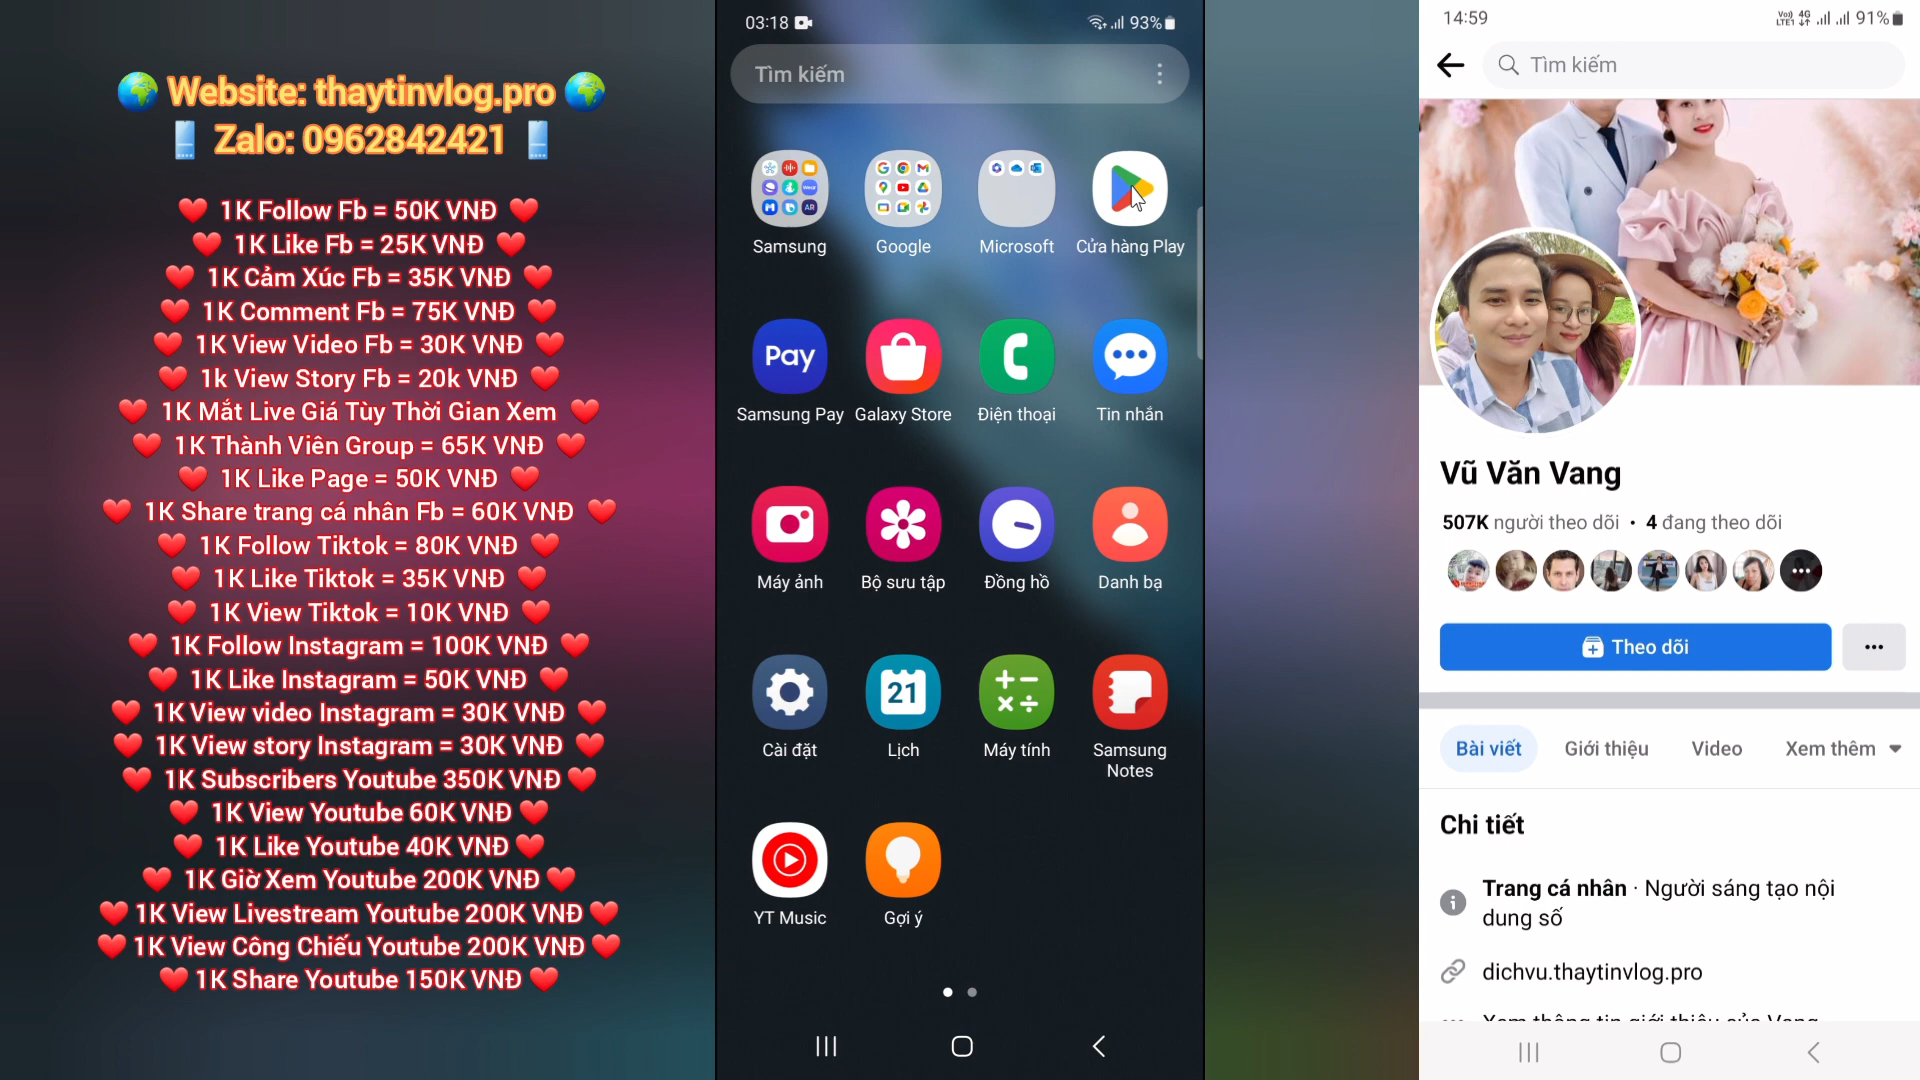 Website: thaytinvlog.pro
Zalo: 0962842421
1K Follow Fb = 50K VNĐ
1K Like Fb = 25K VNĐ
1K Cảm Xúc Fb = 35K VNĐ
1K Comment Fb = 75K VNĐ
1K View Video Fb = 30K VNĐ
1k View Story Fb = 20k VNĐ
1K Mắt Live Giá Tùy Thời Gian Xem
1K Thành Viên Group = 65K VNĐ
1K Like Page = 50K VNĐ
1K Share trang cá nhân Fb = 60K VNĐ
1K Follow Tiktok = 80K VNĐ
1K Like Tiktok = 35K VNĐ
1K View Tiktok = 10K VNĐ
1K Follow Instagram = 100K VNĐ
1K Like Instagram = 50K VNĐ
1K View video Instagram = 30K VNĐ
1K View story Instagram = 30K VNĐ
1K Subscribers Youtube 350K VNĐ
1K View Youtube 60K VNĐ
1K Like Youtube 40K VNĐ
1K Giờ Xem Youtube 200K VNĐ
1K View Livestream Youtube 200K VNĐ
1K View Công Chiếu Youtube 200K VNĐ
1K Share Youtube 150K VNĐ
03:18 93%
Tìm kiếm
Samsung Google Microsoft Cửa hàng Play
Pay
Samsung Pay Galaxy Store Điện thoại Tin nhắn
Máy ảnh Bộ sưu tập Đồng hồ Danh bạ
21
Cài đặt Lịch Máy tính Samsung Notes
YT Music Gợi ý
14:59 4G 91%
Tìm kiếm
Vũ Văn Vang
507K người theo dõi • 4 đang theo dõi
Theo dõi
Bài viết Giới thiệu Video Xem thêm
Chi tiết
Trang cá nhân · Người sáng tạo nội
dung số
dichvu.thaytinvlog.pro
Xem thông tin giới thiệu của Vang